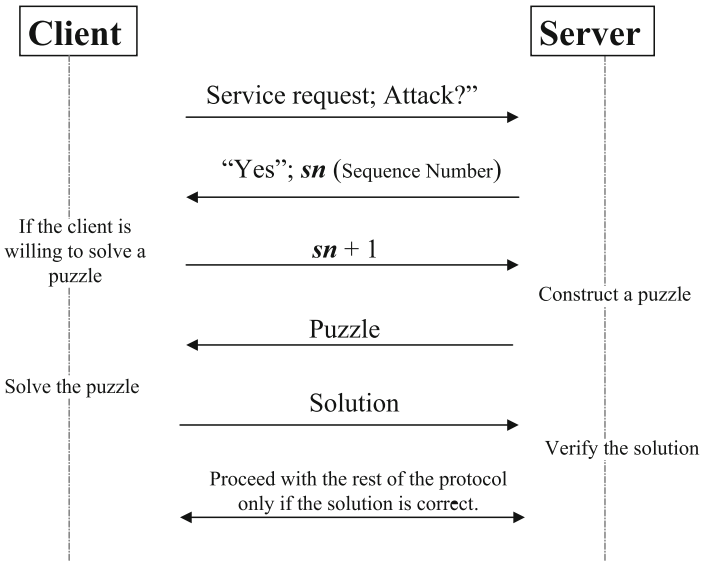 Client
Server
Service request; Attack?”
“Yes”; sn (Sequence Number)
If the client is
willing to solve a
puzzle
sn + 1
Construct a puzzle
Puzzle
Solve the puzzle
Solution
Verify the solution
Proceed with the rest of the protocol
only if the solution is correct.